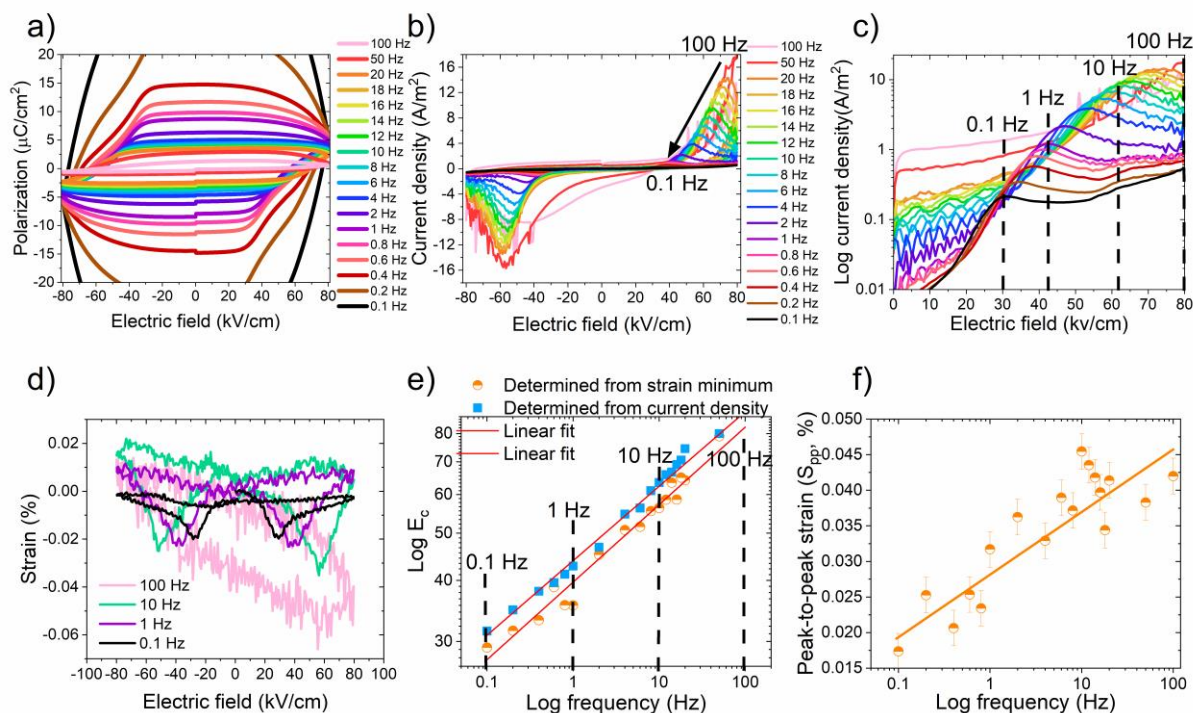 a)
Polarization (µC/cm²)
20
15
10
5
0
-5
-10
-15
-20
-80 -40 0 40 80
Electric field (kV/cm)
100 Hz
50 Hz
20 Hz
18 Hz
16 Hz
14 Hz
12 Hz
10 Hz
8 Hz
6 Hz
4 Hz
2 Hz
1 Hz
0.8 Hz
0.6 Hz
0.4 Hz
0.2 Hz
0.1 Hz
b)
Current density (A/m²)
16
12
8
4
0
-4
-8
-12
-16
-80 -60 -40 -20 0 20 40 60 80
Electric field (kV/cm)
100 Hz
0.1 Hz
100 Hz
50 Hz
20 Hz
18 Hz
16 Hz
14 Hz
12 Hz
10 Hz
8 Hz
6 Hz
4 Hz
2 Hz
1 Hz
0.8 Hz
0.6 Hz
0.4 Hz
0.2 Hz
0.1 Hz
c)
Log current density(A/m²)
10
1
0.1
0.01
0 10 20 30 40 50 60 70 80
Electric field (kv/cm)
0.1 Hz
1 Hz
10 Hz
100 Hz
d)
Strain (%)
0.02
0.00
-0.02
-0.04
-0.06
-100 -80 -60 -40 -20 0 20 40 60 80 100
Electric field (kV/cm)
100 Hz
10 Hz
1 Hz
0.1 Hz
e)
Determined from strain minimum
Determined from current density
Linear fit
Linear fit
Log E_c
80
70
60
50
40
30
0.1 1 10 100
Log frequency (Hz)
0.1 Hz
1 Hz
10 Hz
100 Hz
f)
Peak-to-peak strain (S_PP, %)
0.050
0.045
0.040
0.035
0.030
0.025
0.020
0.015
0.1 1 10 100
Log frequency (Hz)